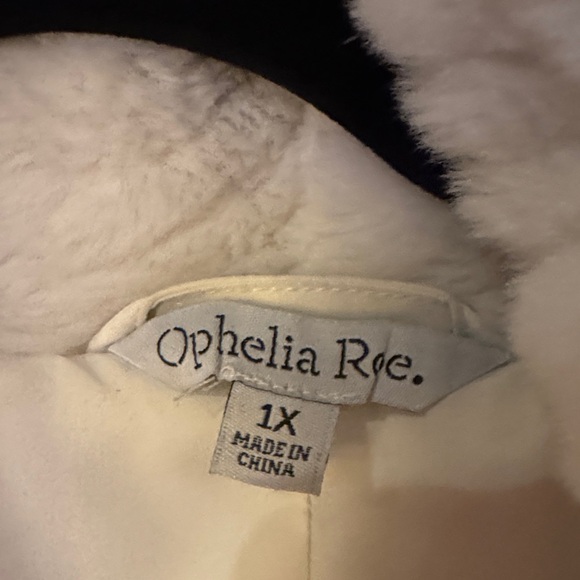 Ophelia Roe.
1X
MADE IN
CHINA